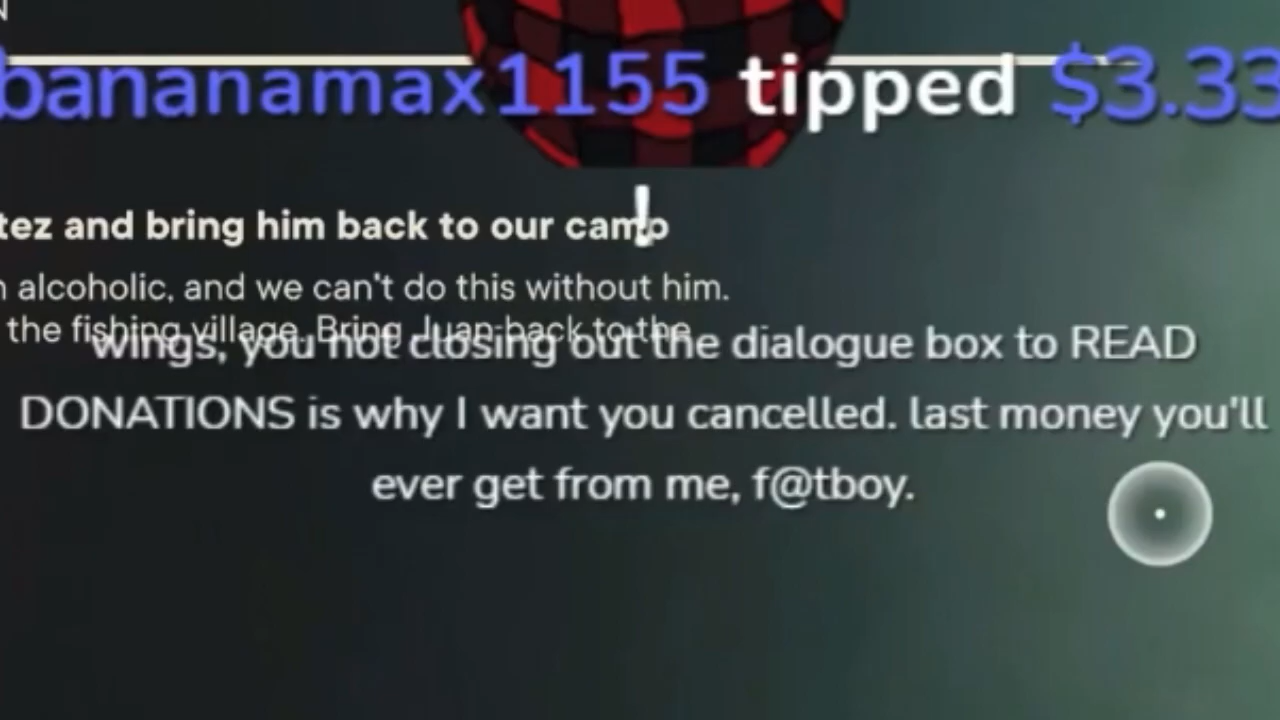 N
bananamax1155 tipped $3.33
!
tez and bring him back to our camp
n alcoholic, and we can't do this without him.
the fishing village. Bring Juan back to the
wings, you not closing out the dialogue box to READ
DONATIONS is why I want you cancelled. last money you'll
ever get from me, f@tboy.